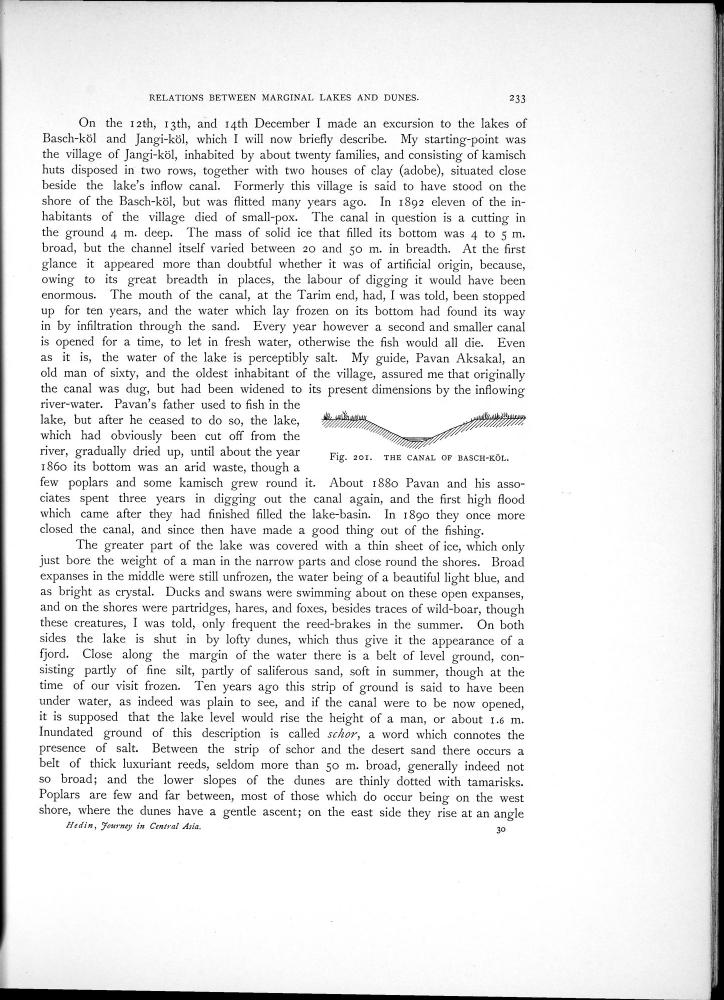 RELATIONS BETWEEN MARGINAL LAKES AND DUNES. 233
On the 12th, 13th, and 14th December I made an excursion to the lakes of
Basch-köl and Jangi-köl, which I will now briefly describe. My starting-point was
the village of Jangi-köl, inhabited by about twenty families, and consisting of kamisch
huts disposed in two rows, together with two houses of clay (adobe), situated close
beside the lake's inflow canal. Formerly this village is said to have stood on the
shore of the Basch-köl, but was flitted many years ago. In 1892 eleven of the in-
habitants of the village died of small-pox. The canal in question is a cutting in
the ground 4 m. deep. The mass of solid ice that filled its bottom was 4 to 5 m.
broad, but the channel itself varied between 20 and 50 m. in breadth. At the first
glance it appeared more than doubtful whether it was of artificial origin, because,
owing to its great breadth in places, the labour of digging it would have been
enormous. The mouth of the canal, at the Tarim end, had, I was told, been stopped
up for ten years, and the water which lay frozen on its bottom had found its way
in by infiltration through the sand. Every year however a second and smaller canal
is opened for a time, to let in fresh water, otherwise the fish would all die. Even
as it is, the water of the lake is perceptibly salt. My guide, Pavan Aksakal, an
old man of sixty, and the oldest inhabitant of the village, assured me that originally
the canal was dug, but had been widened to its present dimensions by the inflowing
river-water. Pavan's father used to fish in the
lake, but after he ceased to do so, the lake,
which had obviously been cut off from the
river, gradually dried up, until about the year
1860 its bottom was an arid waste, though a
Fig. 201. THE CANAL OF BASCH-KÖL.
few poplars and some kamisch grew round it. About 1880 Pavan and his asso-
ciates spent three years in digging out the canal again, and the first high flood
which came after they had finished filled the lake-basin. In 1890 they once more
closed the canal, and since then have made a good thing out of the fishing.
The greater part of the lake was covered with a thin sheet of ice, which only
just bore the weight of a man in the narrow parts and close round the shores. Broad
expanses in the middle were still unfrozen, the water being of a beautiful light blue, and
as bright as crystal. Ducks and swans were swimming about on these open expanses,
and on the shores were partridges, hares, and foxes, besides traces of wild-boar, though
these creatures, I was told, only frequent the reed-brakes in the summer. On both
sides the lake is shut in by lofty dunes, which thus give it the appearance of a
fjord. Close along the margin of the water there is a belt of level ground, con-
sisting partly of fine silt, partly of saliferous sand, soft in summer, though at the
time of our visit frozen. Ten years ago this strip of ground is said to have been
under water, as indeed was plain to see, and if the canal were to be now opened,
it is supposed that the lake level would rise the height of a man, or about 1.6 m.
Inundated ground of this description is called schor, a word which connotes the
presence of salt. Between the strip of schor and the desert sand there occurs a
belt of thick luxuriant reeds, seldom more than 50 m. broad, generally indeed not
so broad; and the lower slopes of the dunes are thinly dotted with tamarisks.
Poplars are few and far between, most of those which do occur being on the west
shore, where the dunes have a gentle ascent; on the east side they rise at an angle
Hedin, Journey in Central Asia. 30